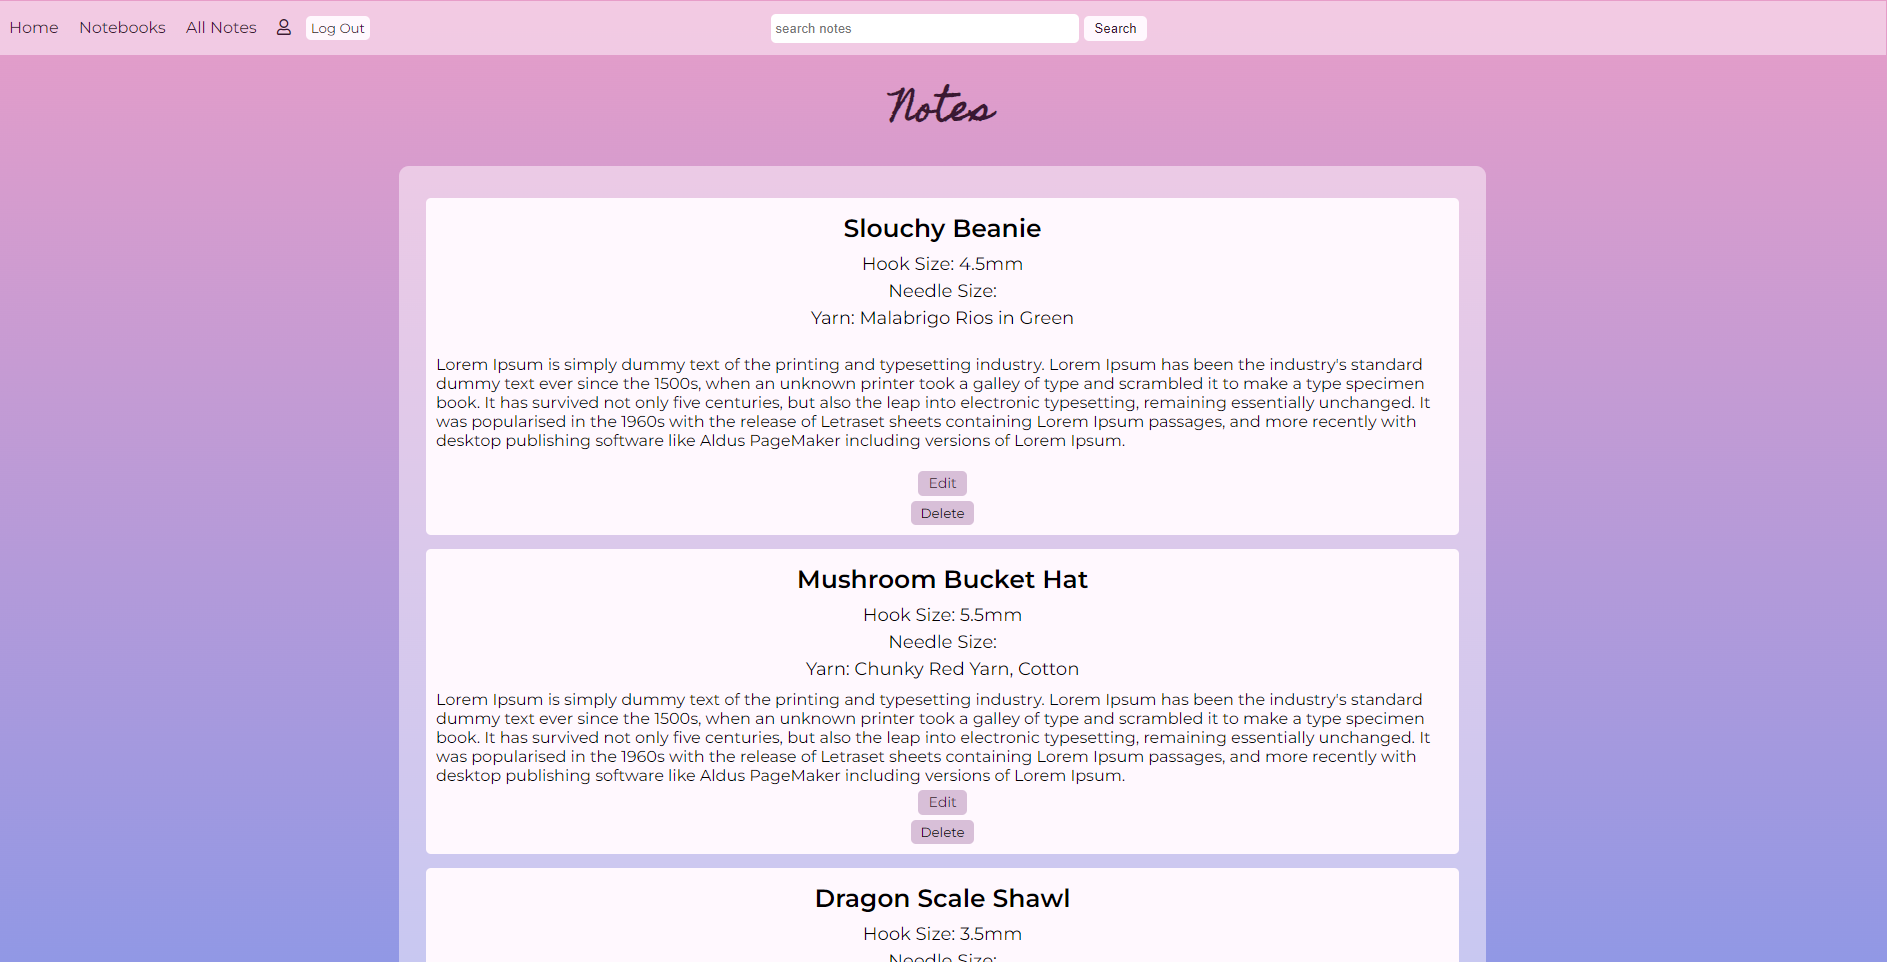 Home Notebooks All Notes Log Out search notes Search
Notes
Slouchy Beanie
Hook Size: 4.5mm
Needle Size:
Yarn: Malabrigo Rios in Green
Lorem Ipsum is simply dummy text of the printing and typesetting industry. Lorem Ipsum has been the industry's standard
dummy text ever since the 1500s, when an unknown printer took a galley of type and scrambled it to make a type specimen
book. It has survived not only five centuries, but also the leap into electronic typesetting, remaining essentially unchanged. It
was popularised in the 1960s with the release of Letraset sheets containing Lorem Ipsum passages, and more recently with
desktop publishing software like Aldus PageMaker including versions of Lorem Ipsum.
Edit
Delete
Mushroom Bucket Hat
Hook Size: 5.5mm
Needle Size:
Yarn: Chunky Red Yarn, Cotton
Lorem Ipsum is simply dummy text of the printing and typesetting industry. Lorem Ipsum has been the industry's standard
dummy text ever since the 1500s, when an unknown printer took a galley of type and scrambled it to make a type specimen
book. It has survived not only five centuries, but also the leap into electronic typesetting, remaining essentially unchanged. It
was popularised in the 1960s with the release of Letraset sheets containing Lorem Ipsum passages, and more recently with
desktop publishing software like Aldus PageMaker including versions of Lorem Ipsum.
Edit
Delete
Dragon Scale Shawl
Hook Size: 3.5mm
Needle Size: